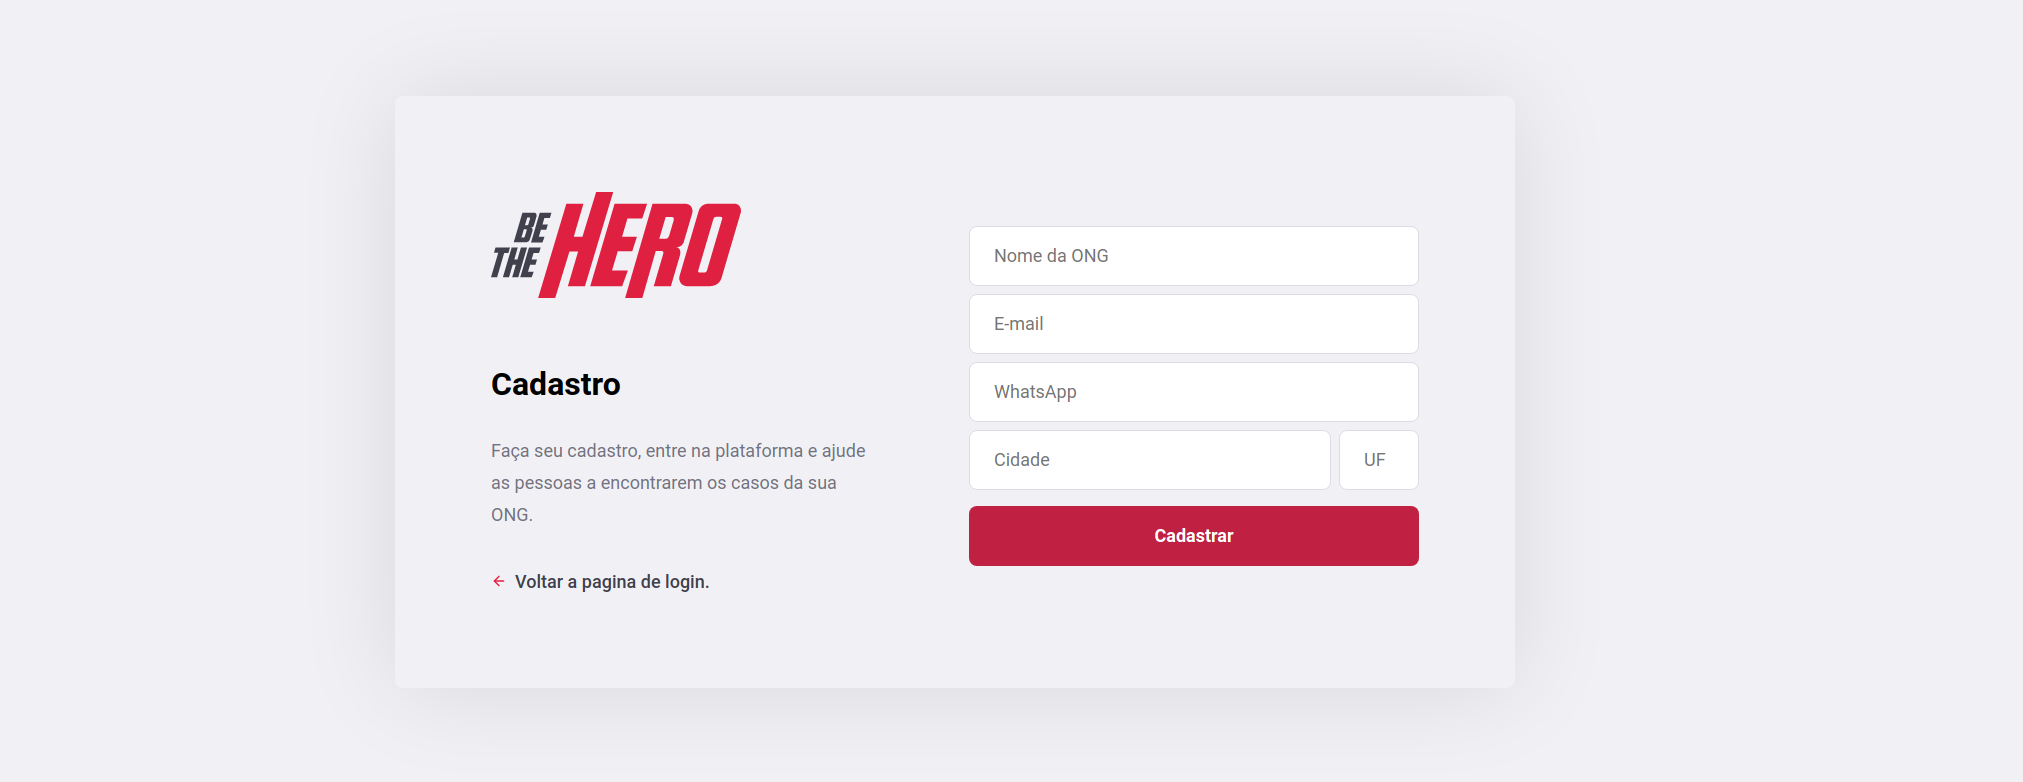 BE
THE
HERO
Cadastro
Faça seu cadastro, entre na plataforma e ajude
as pessoas a encontrarem os casos da sua
ONG.
Voltar a pagina de login.
Nome da ONG
E-mail
WhatsApp
Cidade
UF
Cadastrar